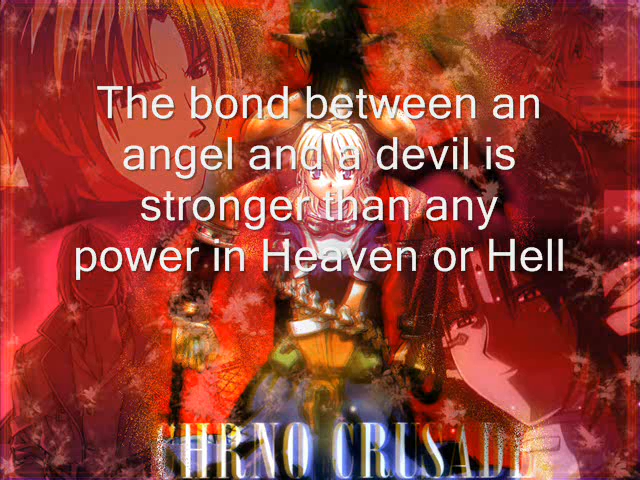 The bond between an
angel and a devil is
stronger than any
power in Heaven or Hell
CHRNO CRUSADE